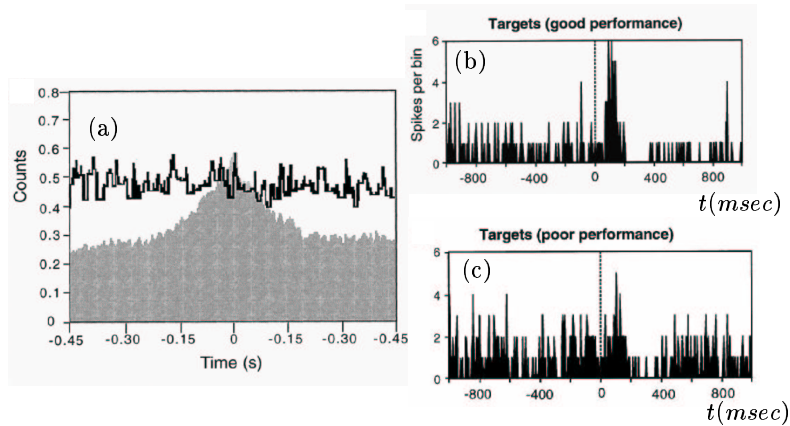 (a)
Counts
0.8
0.7
0.6
0.5
0.4
0.3
0.2
0.1
0
-0.45 -0.30 -0.15 0 -0.15 -0.30 -0.45
Time (s)
Targets (good performance)
(b)
Spikes per bin
6
4
2
0
-800 -400 0 400 800
t(msec)
Targets (poor performance)
(c)
6
4
2
0
-800 -400 0 400 800
t(msec)